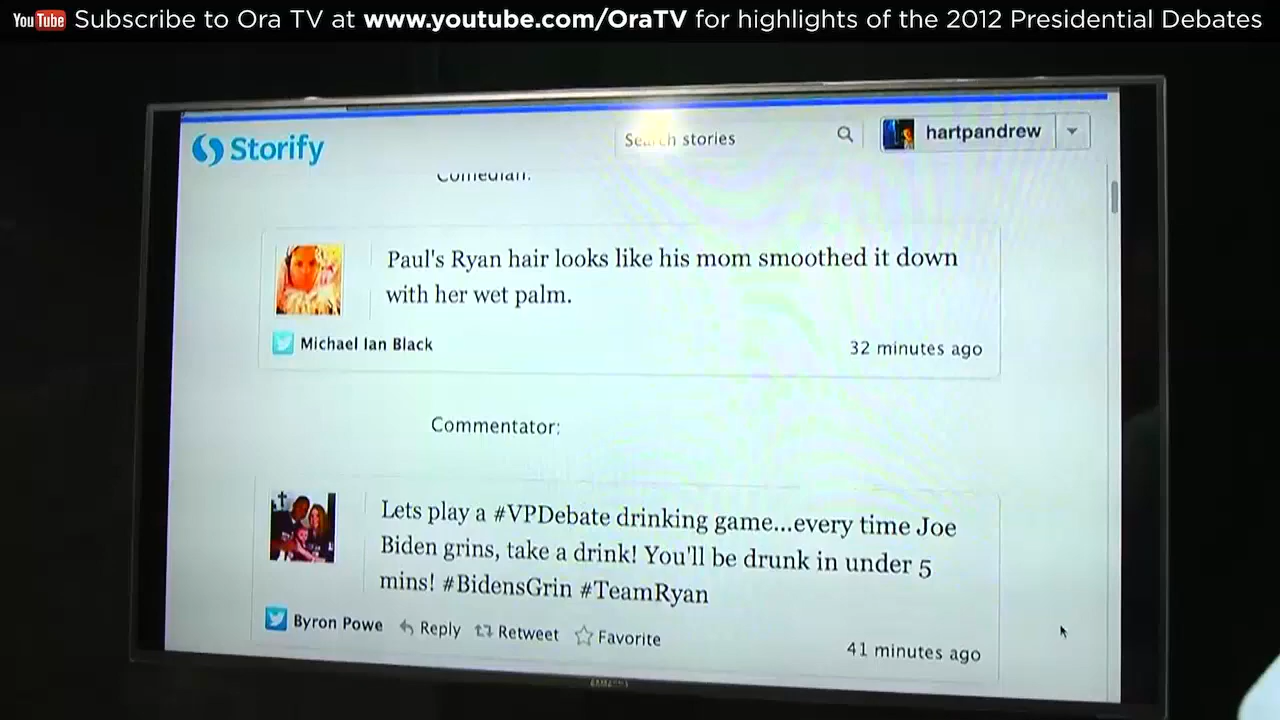 YouTube Subscribe to Ora TV at www.youtube.com/OraTV for highlights of the 2012 Presidential Debates
Storify
Search stories
hartpandrew
Comedian:
Paul's Ryan hair looks like his mom smoothed it down
with her wet palm.
Michael Ian Black
32 minutes ago
Commentator:
Lets play a #VPDebate drinking game...every time Joe
Biden grins, take a drink! You'll be drunk in under 5
mins! #BidensGrin #TeamRyan
Byron Powe Reply Retweet Favorite
41 minutes ago
SAMSUNG